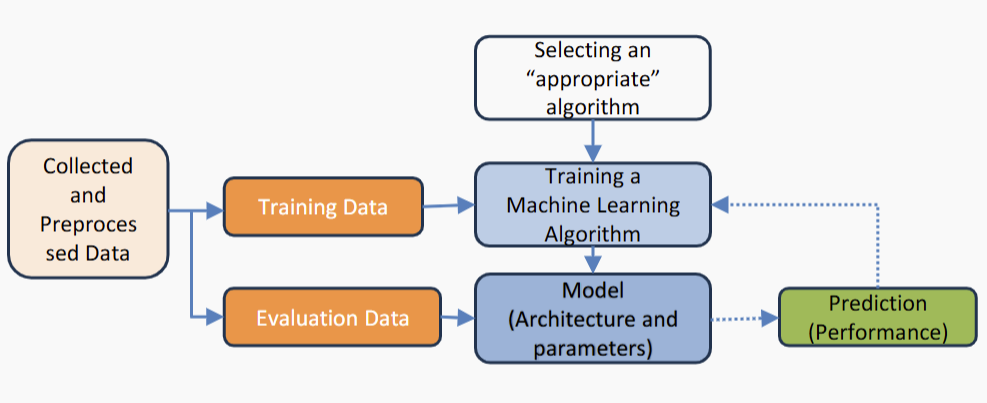 Selecting an
“appropriate”
algorithm
Collected
and
Preproces
sed Data
Training Data
Training a
Machine Learning
Algorithm
Evaluation Data
Model
(Architecture and
parameters)
Prediction
(Performance)